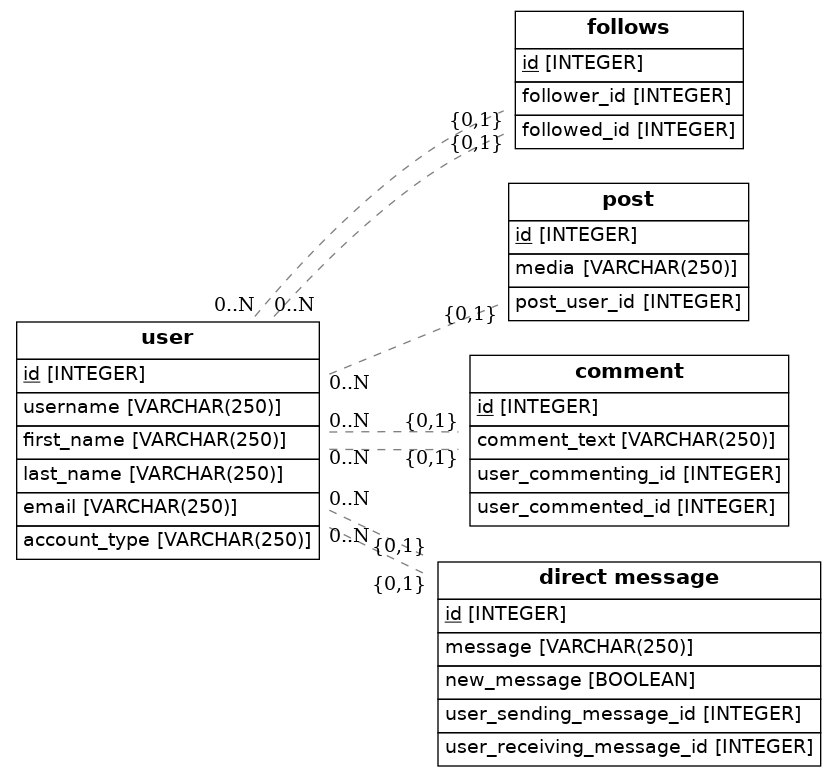 follows
id [INTEGER]
follower_id [INTEGER]
followed_id [INTEGER]
{0,1}
{0,1}
0..N
0..N
post
id [INTEGER]
media [VARCHAR(250)]
post_user_id [INTEGER]
{0,1}
0..N
user
id [INTEGER]
username [VARCHAR(250)]
first_name [VARCHAR(250)]
last_name [VARCHAR(250)]
email [VARCHAR(250)]
account_type [VARCHAR(250)]
comment
id [INTEGER]
comment_text [VARCHAR(250)]
user_commenting_id [INTEGER]
user_commented_id [INTEGER]
0..N
{0,1}
0..N
{0,1}
0..N
{0,1}
0..N
{0,1}
direct message
id [INTEGER]
message [VARCHAR(250)]
new_message [BOOLEAN]
user_sending_message_id [INTEGER]
user_receiving_message_id [INTEGER]